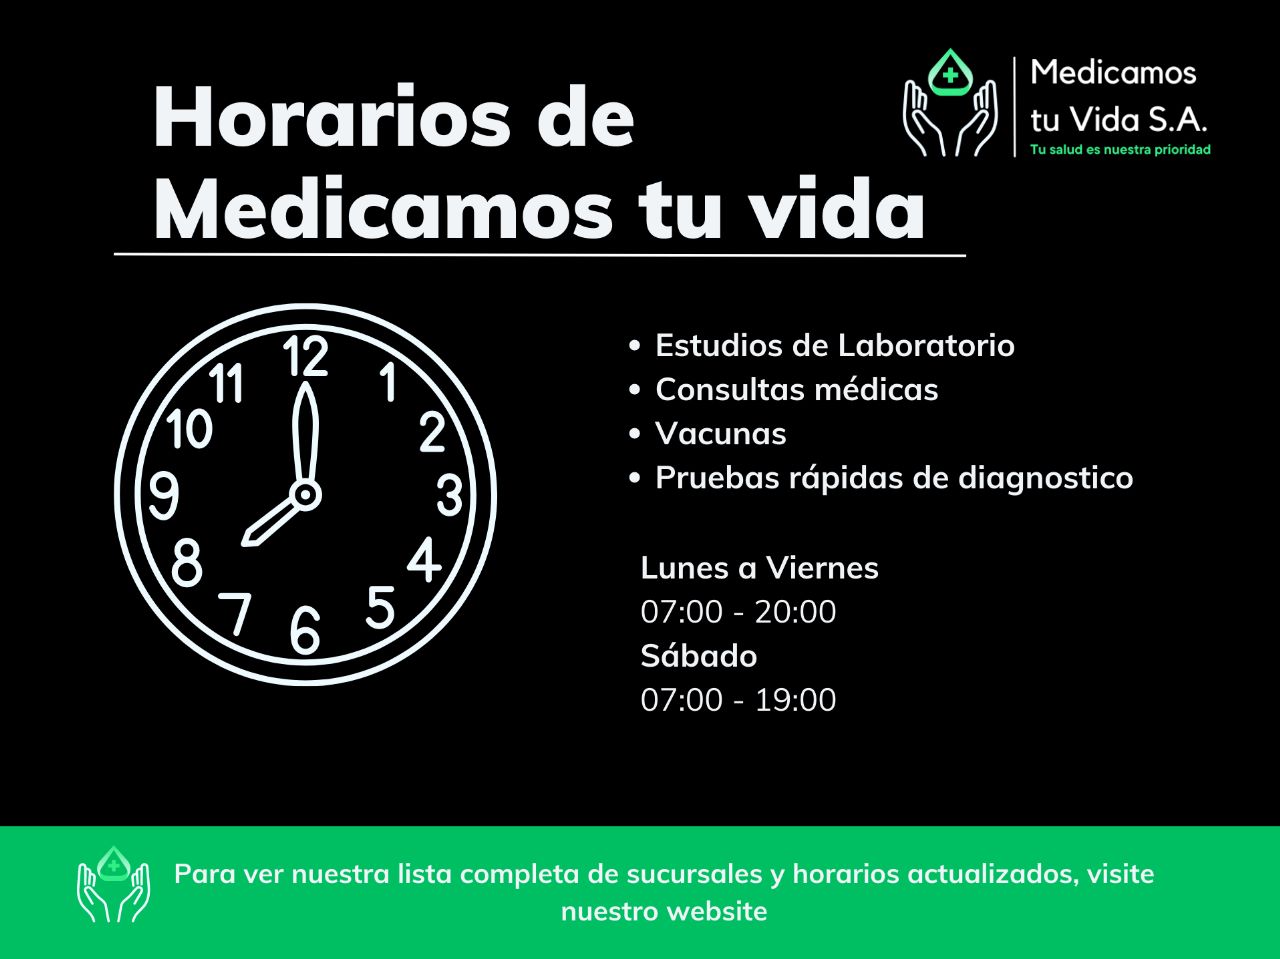 Horarios de
Medicamos tu vida
Medicamos
tu Vida S.A.
Tu salud es nuestra prioridad
12
1
2
3
4
5
6
7
8
9
10
11
• Estudios de Laboratorio
• Consultas médicas
• Vacunas
• Pruebas rápidas de diagnostico
Lunes a Viernes
07:00 - 20:00
Sábado
07:00 - 19:00
Para ver nuestra lista completa de sucursales y horarios actualizados, visite
nuestro website